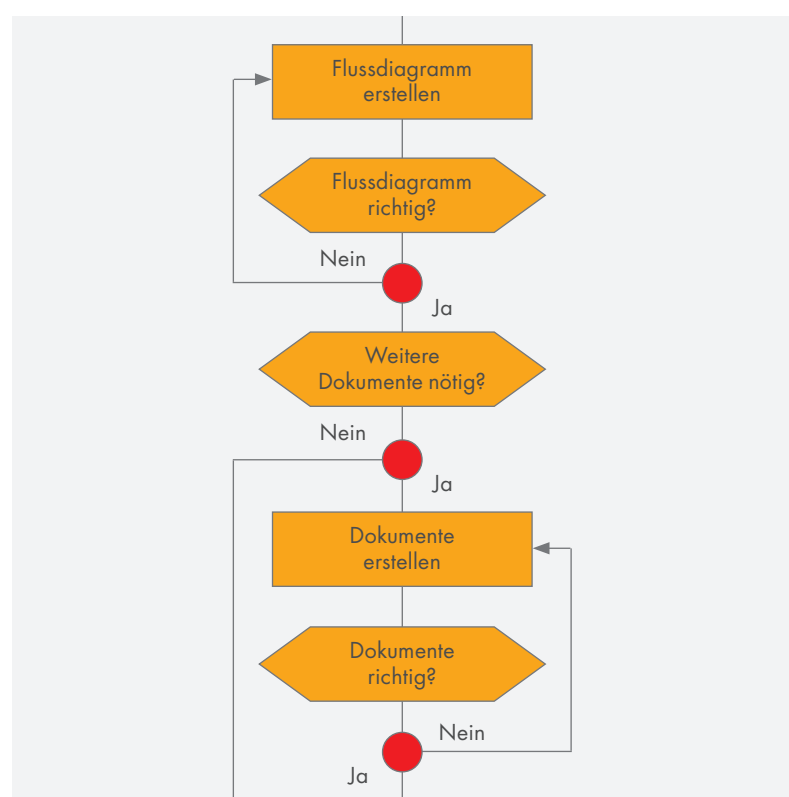 Flussdiagramm
erstellen
Flussdiagramm
richtig?
Nein
Ja
Weitere
Dokumente nötig?
Nein
Ja
Dokumente
erstellen
Dokumente
richtig?
Nein
Ja